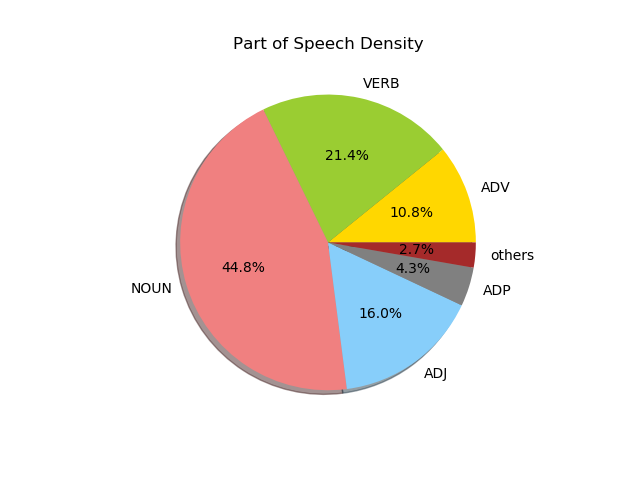 Part of Speech Density
VERB
21.4%
ADV
10.8%
others
2.7%
44.8%
4.3%
NOUN
ADP
16.0%
ADJ